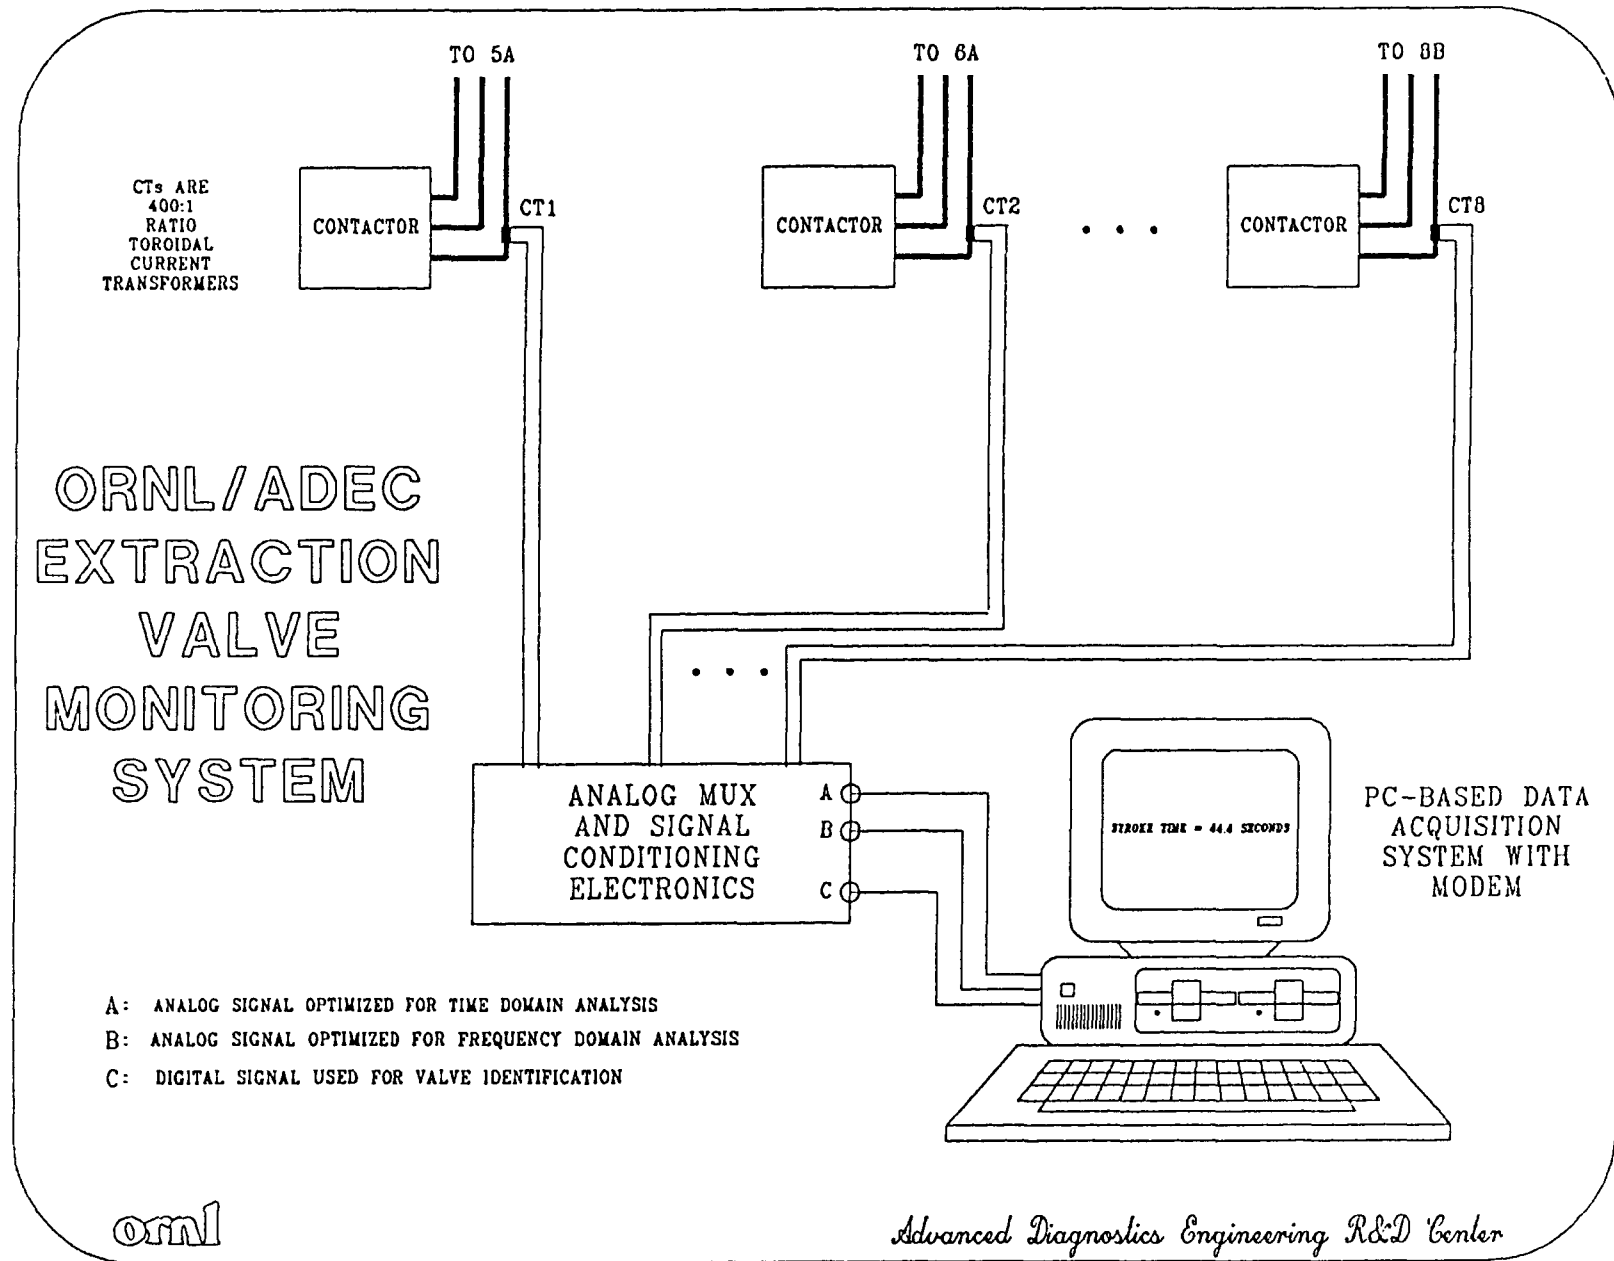 TO 5A
TO 6A
TO 8B
CTs ARE
400:1
RATIO
TOROIDAL
CURRENT
TRANSFORMERS
CONTACTOR
CT1
CONTACTOR
CT2
. . .
CONTACTOR
CT8
ORNL/ADEC
EXTRACTION
VALVE
MONITORING
SYSTEM
. . .
ANALOG MUX
AND SIGNAL
CONDITIONING
ELECTRONICS
A
B
C
STROKE TIME = 44.4 SECONDS
PC-BASED DATA
ACQUISITION
SYSTEM WITH
MODEM
A: ANALOG SIGNAL OPTIMIZED FOR TIME DOMAIN ANALYSIS
B: ANALOG SIGNAL OPTIMIZED FOR FREQUENCY DOMAIN ANALYSIS
C: DIGITAL SIGNAL USED FOR VALVE IDENTIFICATION
ornl
Advanced Diagnostics Engineering R&D Center